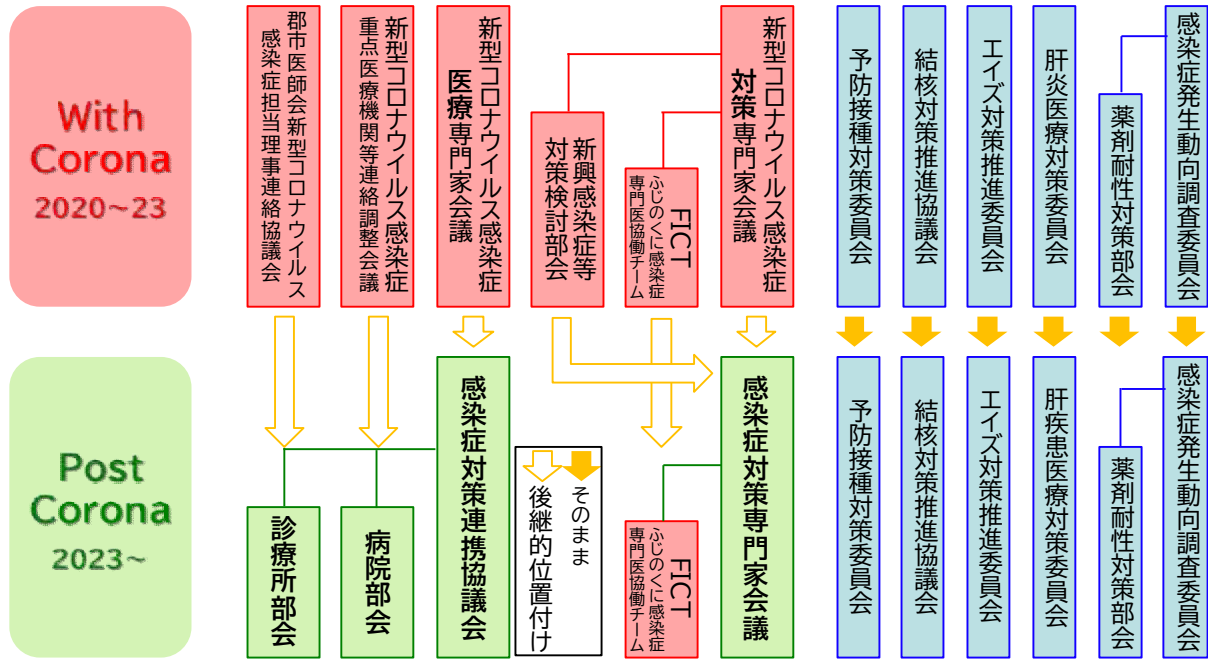 With
Corona
2020~23
郡市医師会新型コロナウイルス
感染症担当理事連絡協議会
新型コロナウイルス感染症
重点医療機関等連絡調整会議
新型コロナウイルス感染症
医療専門家会議
新興感染症等
対策検討部会
FICT
ふじのくに感染症
専門医協働チーム
新型コロナウイルス感染症
対策専門家会議
予防接種対策委員会
結核対策推進協議会
エイズ対策推進委員会
肝炎医療対策委員会
薬剤耐性対策部会
感染症発生動向調査委員会
Post
Corona
2023~
診療所部会
病院部会
感染症対策連携協議会
そのまま
後継的位置付け
FICT
ふじのくに感染症
専門医協働チーム
感染症対策専門家会議
予防接種対策委員会
結核対策推進協議会
エイズ対策推進委員会
肝疾患医療対策委員会
薬剤耐性対策部会
感染症発生動向調査委員会